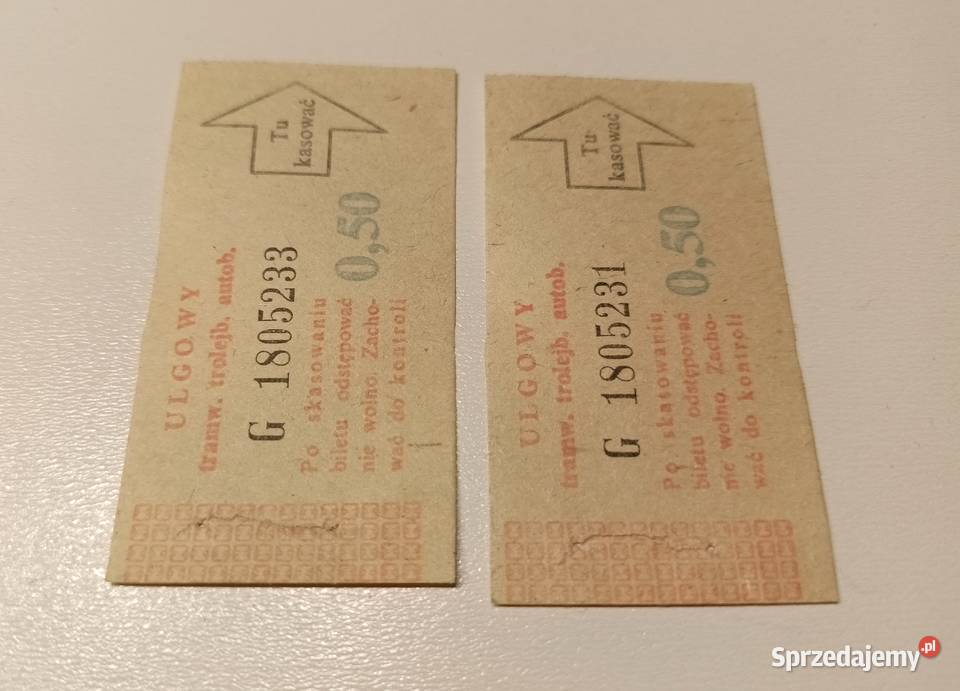 Tu
kasować
ULGOWY
tramw. trolejb. autob.
G 1805233
0,50
Po skasowaniu
biletu odstępować
nie wolno. Zacho-
wać do kontroli
Tu
kasować
ULGOWY
tramw. trolejb. autob.
G 1805231
0,50
Po skasowaniu
biletu odstępować
nie wolno. Zacho-
wać do kontroli
Sprzedajemy.pl